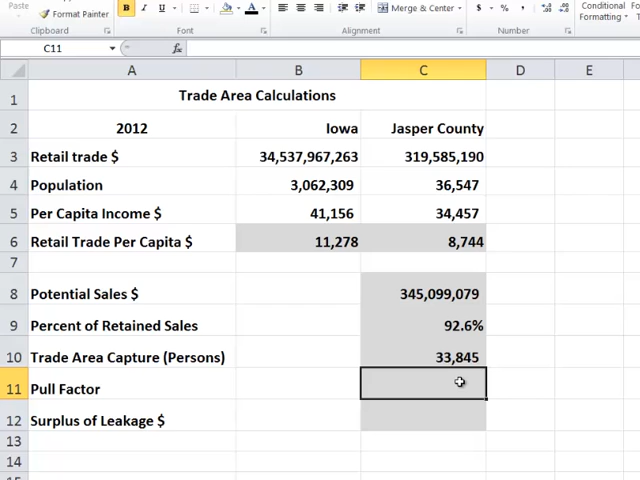 Paste
Format Painter
B I U A
Merge & Center
$ % ,
Conditional
Formatting
Clipboard Font Alignment Number
C11 fx
A B C D E
1 Trade Area Calculations
2 2012 Iowa Jasper County
3 Retail trade $ 34,537,967,263 319,585,190
4 Population 3,062,309 36,547
5 Per Capita Income $ 41,156 34,457
6 Retail Trade Per Capita $ 11,278 8,744
7
8 Potential Sales $ 345,099,079
9 Percent of Retained Sales 92.6%
10 Trade Area Capture (Persons) 33,845
11 Pull Factor
12 Surplus of Leakage $
13
14